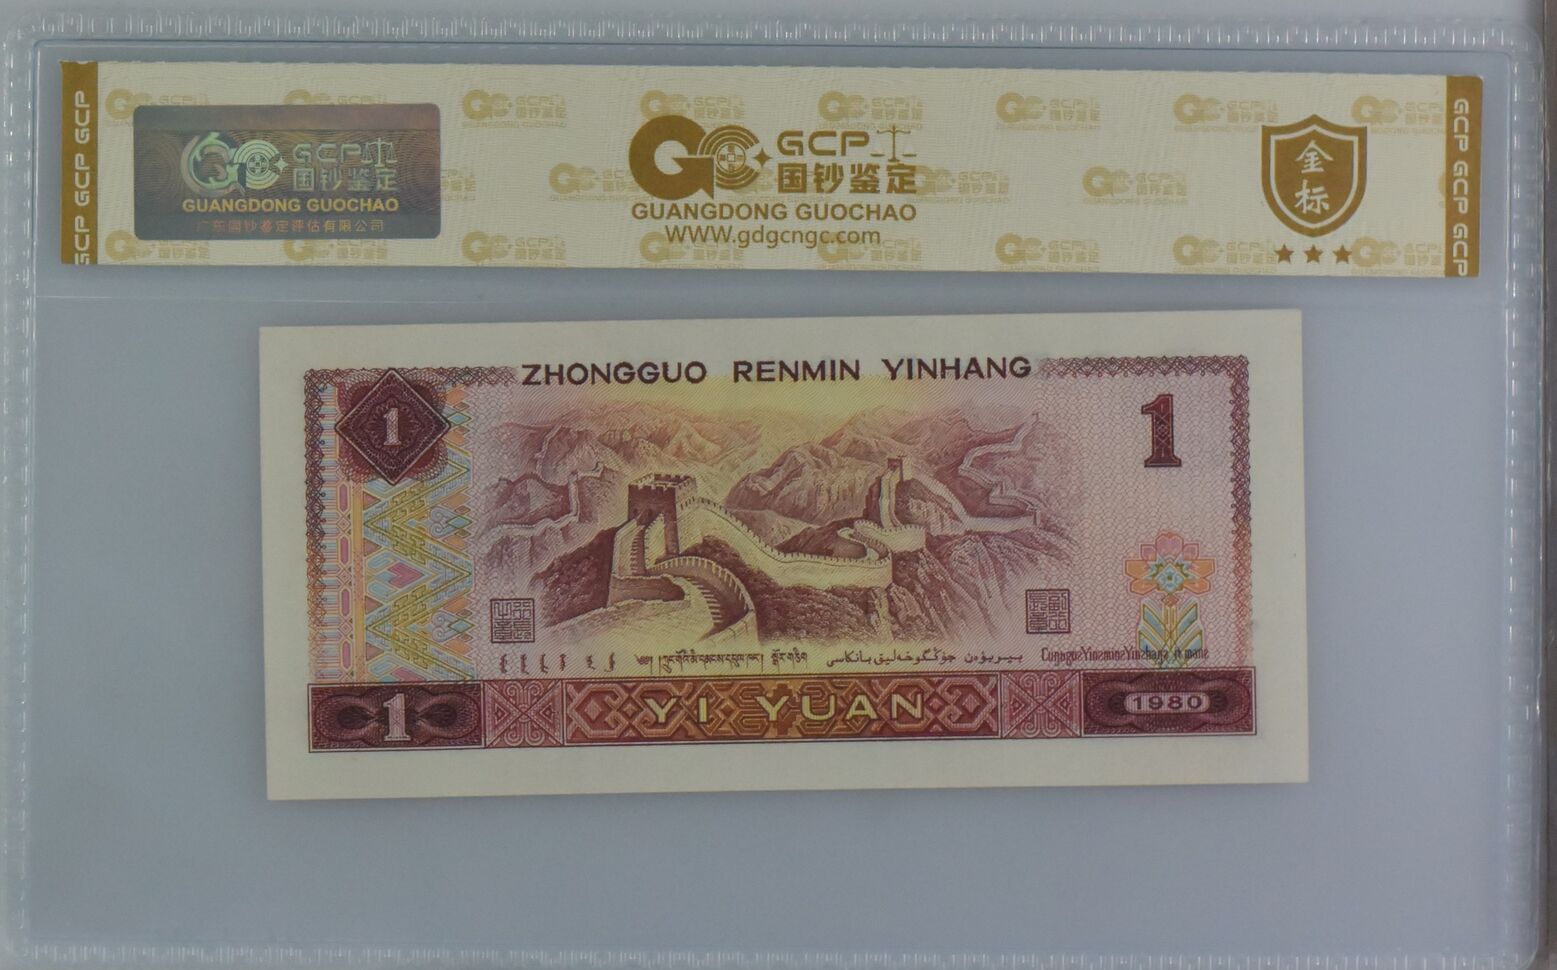 GCP
国钞鉴定
GUANGDONG GUOCHAO
广东国钞鉴定评估有限公司
GCP
国钞鉴定
GUANGDONG GUOCHAO
WWW.gdgcngc.com
金标
GCP GCP GCP
GCP GCP GCP
ZHONGGUO RENMIN YINHANG
1
1
1
YI YUAN
1980